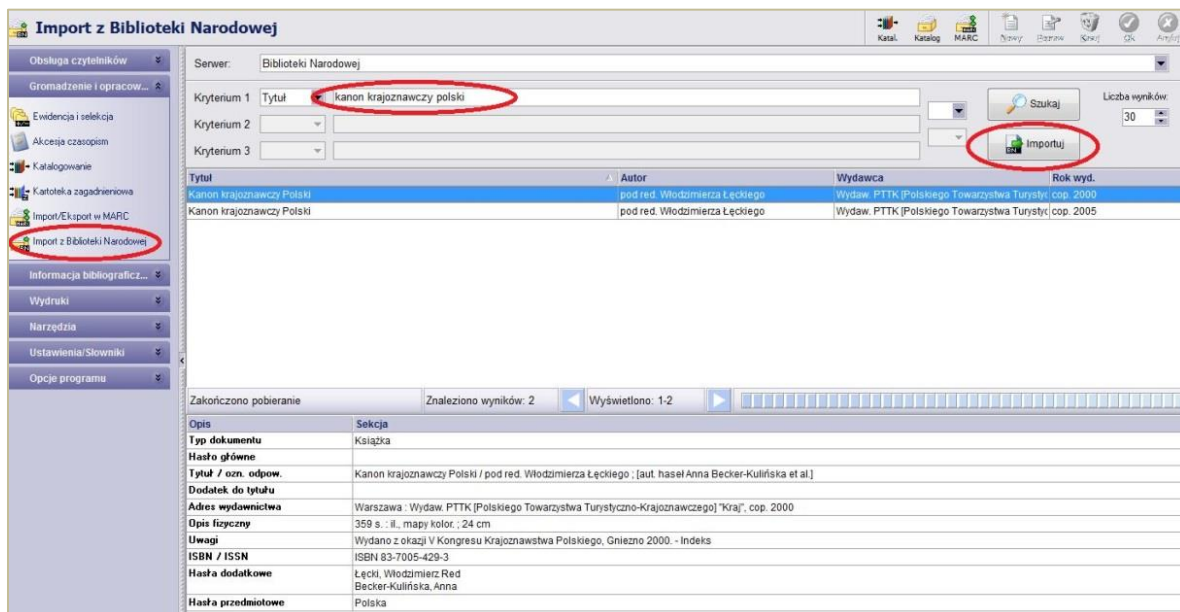 Import z Biblioteki Narodowej
Katal. Katalog MARC Nowy Popraw Kasuj Ok Anuluj
Obsługa czytelników
Gromadzenie i opracow...
Ewidencja i selekcja
Akcesja czasopism
Katalogowanie
Kartoteka zagadnieniowa
Import/Eksport w MARC
Import z Biblioteki Narodowej
Informacja bibliograficz...
Wydruki
Narzędzia
Ustawienia/Słowniki
Opcje programu
Serwer: Biblioteki Narodowej
Kryterium 1 Tytuł kanon krajoznawczy polski
Kryterium 2
Kryterium 3
Szukaj
Importuj
Liczba wyników:
30
Tytuł Autor Wydawca Rok wyd.
Kanon krajoznawczy Polski pod red. Włodzimierza Łęckiego Wydaw. PTTK [Polskiego Towarzystwa Turystyc cop. 2000
Kanon krajoznawczy Polski pod red. Włodzimierza Łęckiego Wydaw. PTTK [Polskiego Towarzystwa Turystyc cop. 2005
Zakończono pobieranie Znaleziono wyników: 2 Wyświetlono: 1-2
Opis Sekcja
Typ dokumentu Książka
Hasło główne
Tytuł / ozn. odpow. Kanon krajoznawczy Polski / pod red. Włodzimierza Łęckiego ; [aut. haseł Anna Becker-Kulińska et al.]
Dodatek do tytułu
Adres wydawnictwa Warszawa : Wydaw. PTTK [Polskiego Towarzystwa Turystyczno-Krajoznawczego] "Kraj", cop. 2000
Opis fizyczny 359 s. : il., mapy kolor. ; 24 cm
Uwagi Wydano z okazji V Kongresu Krajoznawstwa Polskiego, Gniezno 2000. - Indeks
ISBN / ISSN ISBN 83-7005-429-3
Hasła dodatkowe Łęcki, Włodzimierz Red
Becker-Kulińska, Anna
Hasła przedmiotowe Polska